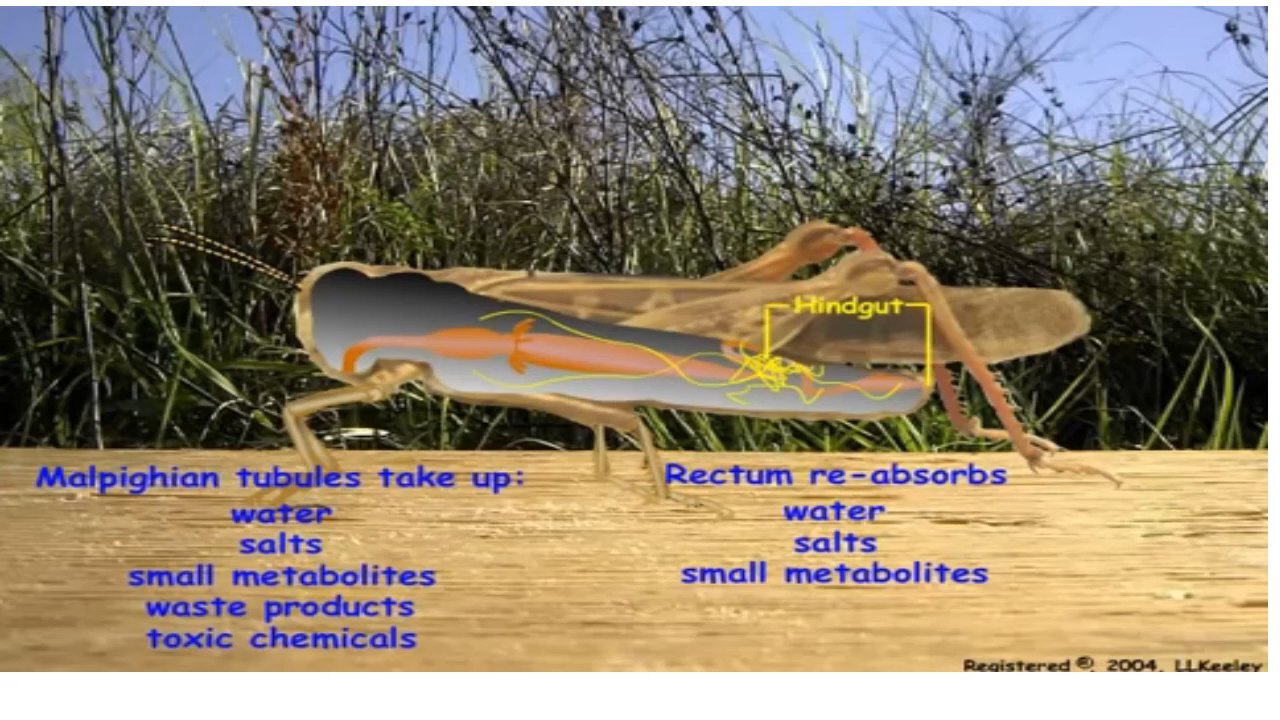 Hindgut
Malpighian tubules take up:
water
salts
small metabolites
waste products
toxic chemicals
Rectum re-absorbs
water
salts
small metabolites
Registered ®, 2004, LLKeeley